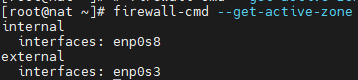 [root@nat ~]# firewall-cmd --get-active-zone
internal
  interfaces: enp0s8
external
  interfaces: enp0s3